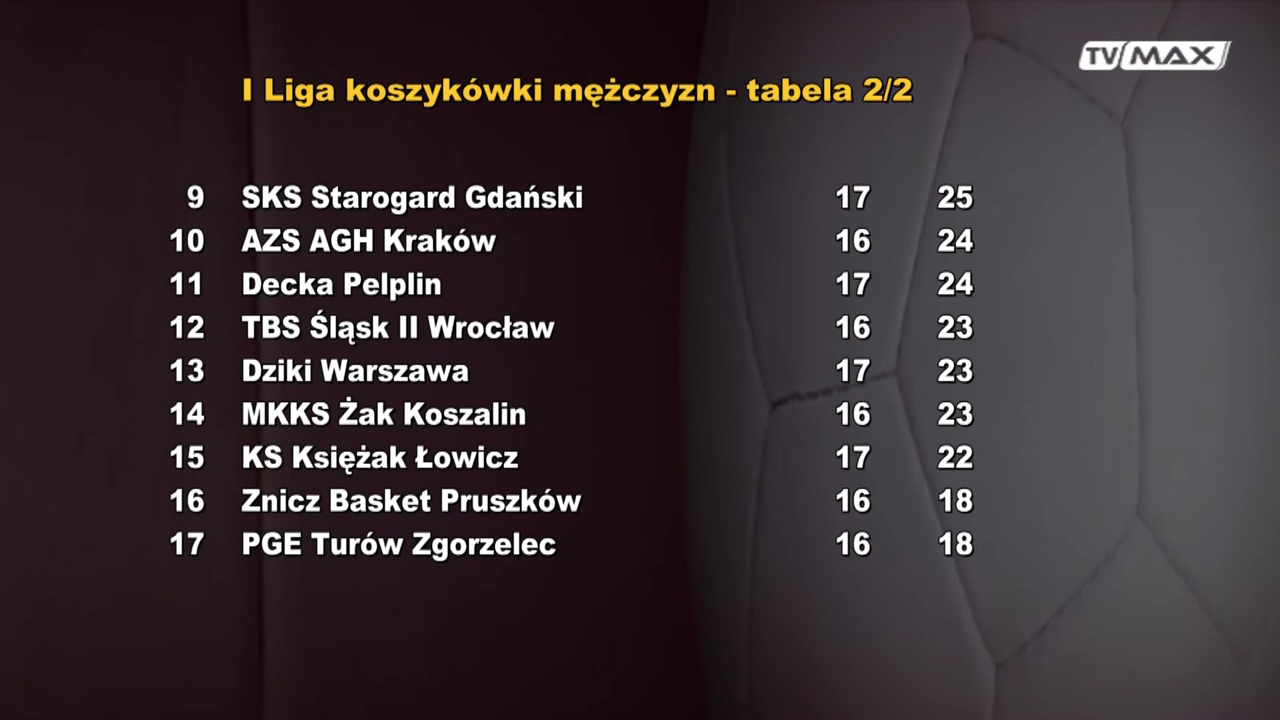 TV MAX
I Liga koszykówki mężczyzn - tabela 2/2
9 SKS Starogard Gdański 17 25
10 AZS AGH Kraków 16 24
11 Decka Pelplin 17 24
12 TBS Śląsk II Wrocław 16 23
13 Dziki Warszawa 17 23
14 MKKS Żak Koszalin 16 23
15 KS Księżak Łowicz 17 22
16 Znicz Basket Pruszków 16 18
17 PGE Turów Zgorzelec 16 18